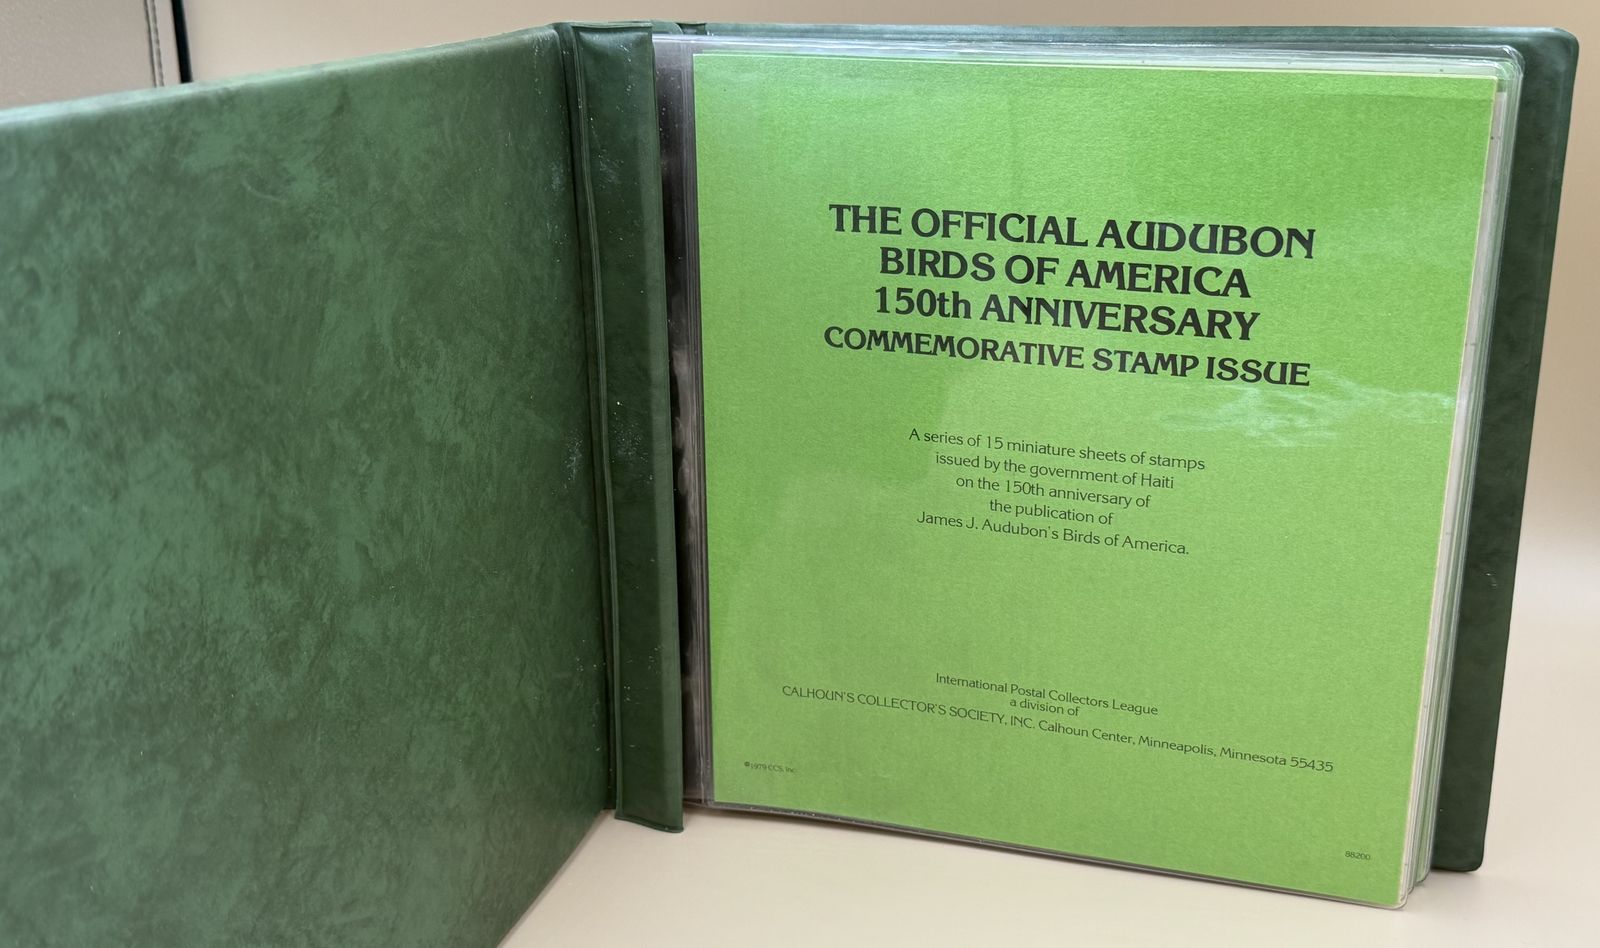 THE OFFICIAL AUDUBON
BIRDS OF AMERICA
150th ANNIVERSARY
COMMEMORATIVE STAMP ISSUE
A series of 15 miniature sheets of stamps
issued by the government of Haiti
on the 150th anniversary of
the publication of
James J. Audubon's Birds of America.
International Postal Collectors League
a division of
CALHOUN'S COLLECTOR'S SOCIETY, INC. Calhoun Center, Minneapolis, Minnesota 55435
©1979 CCS, Inc.
88200